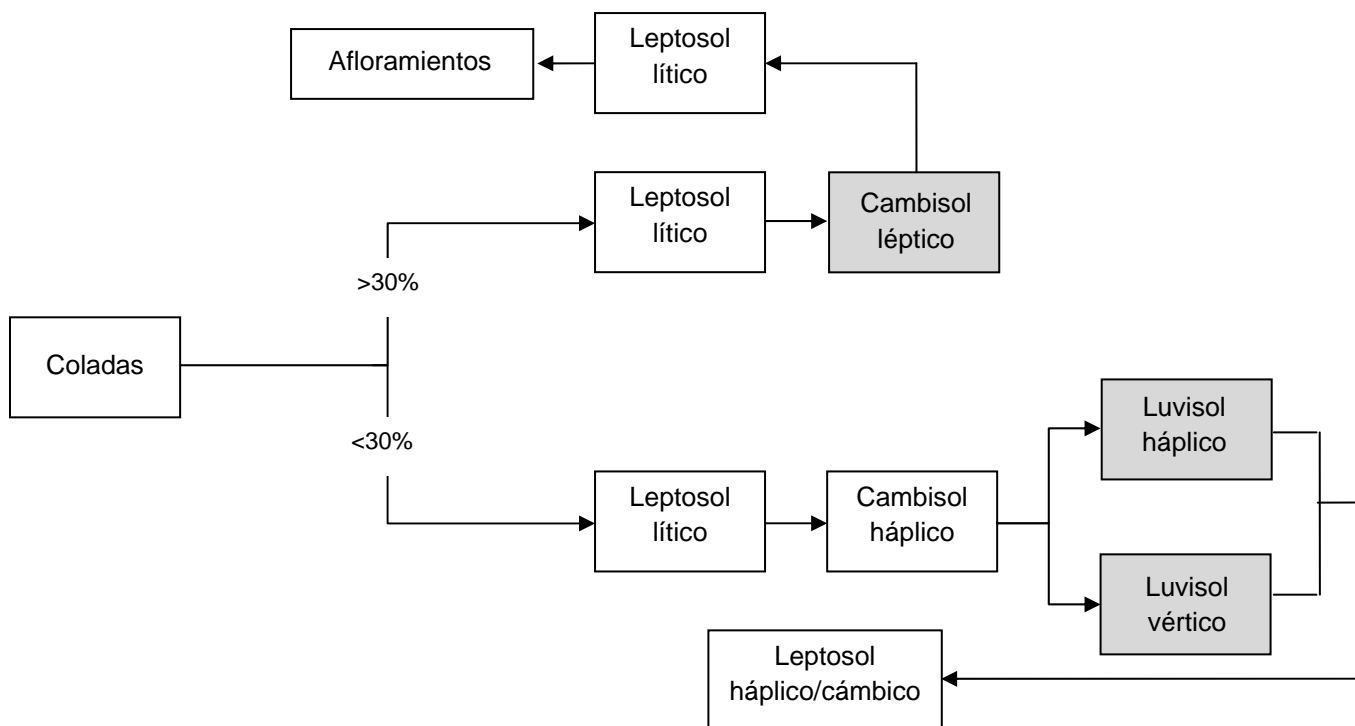 Afloramientos
Leptosol
lítico
Leptosol
lítico
Cambisol
léptico
>30%
Coladas
<30%
Leptosol
lítico
Cambisol
háplico
Luvisol
háplico
Luvisol
vértico
Leptosol
háplico/cámbico